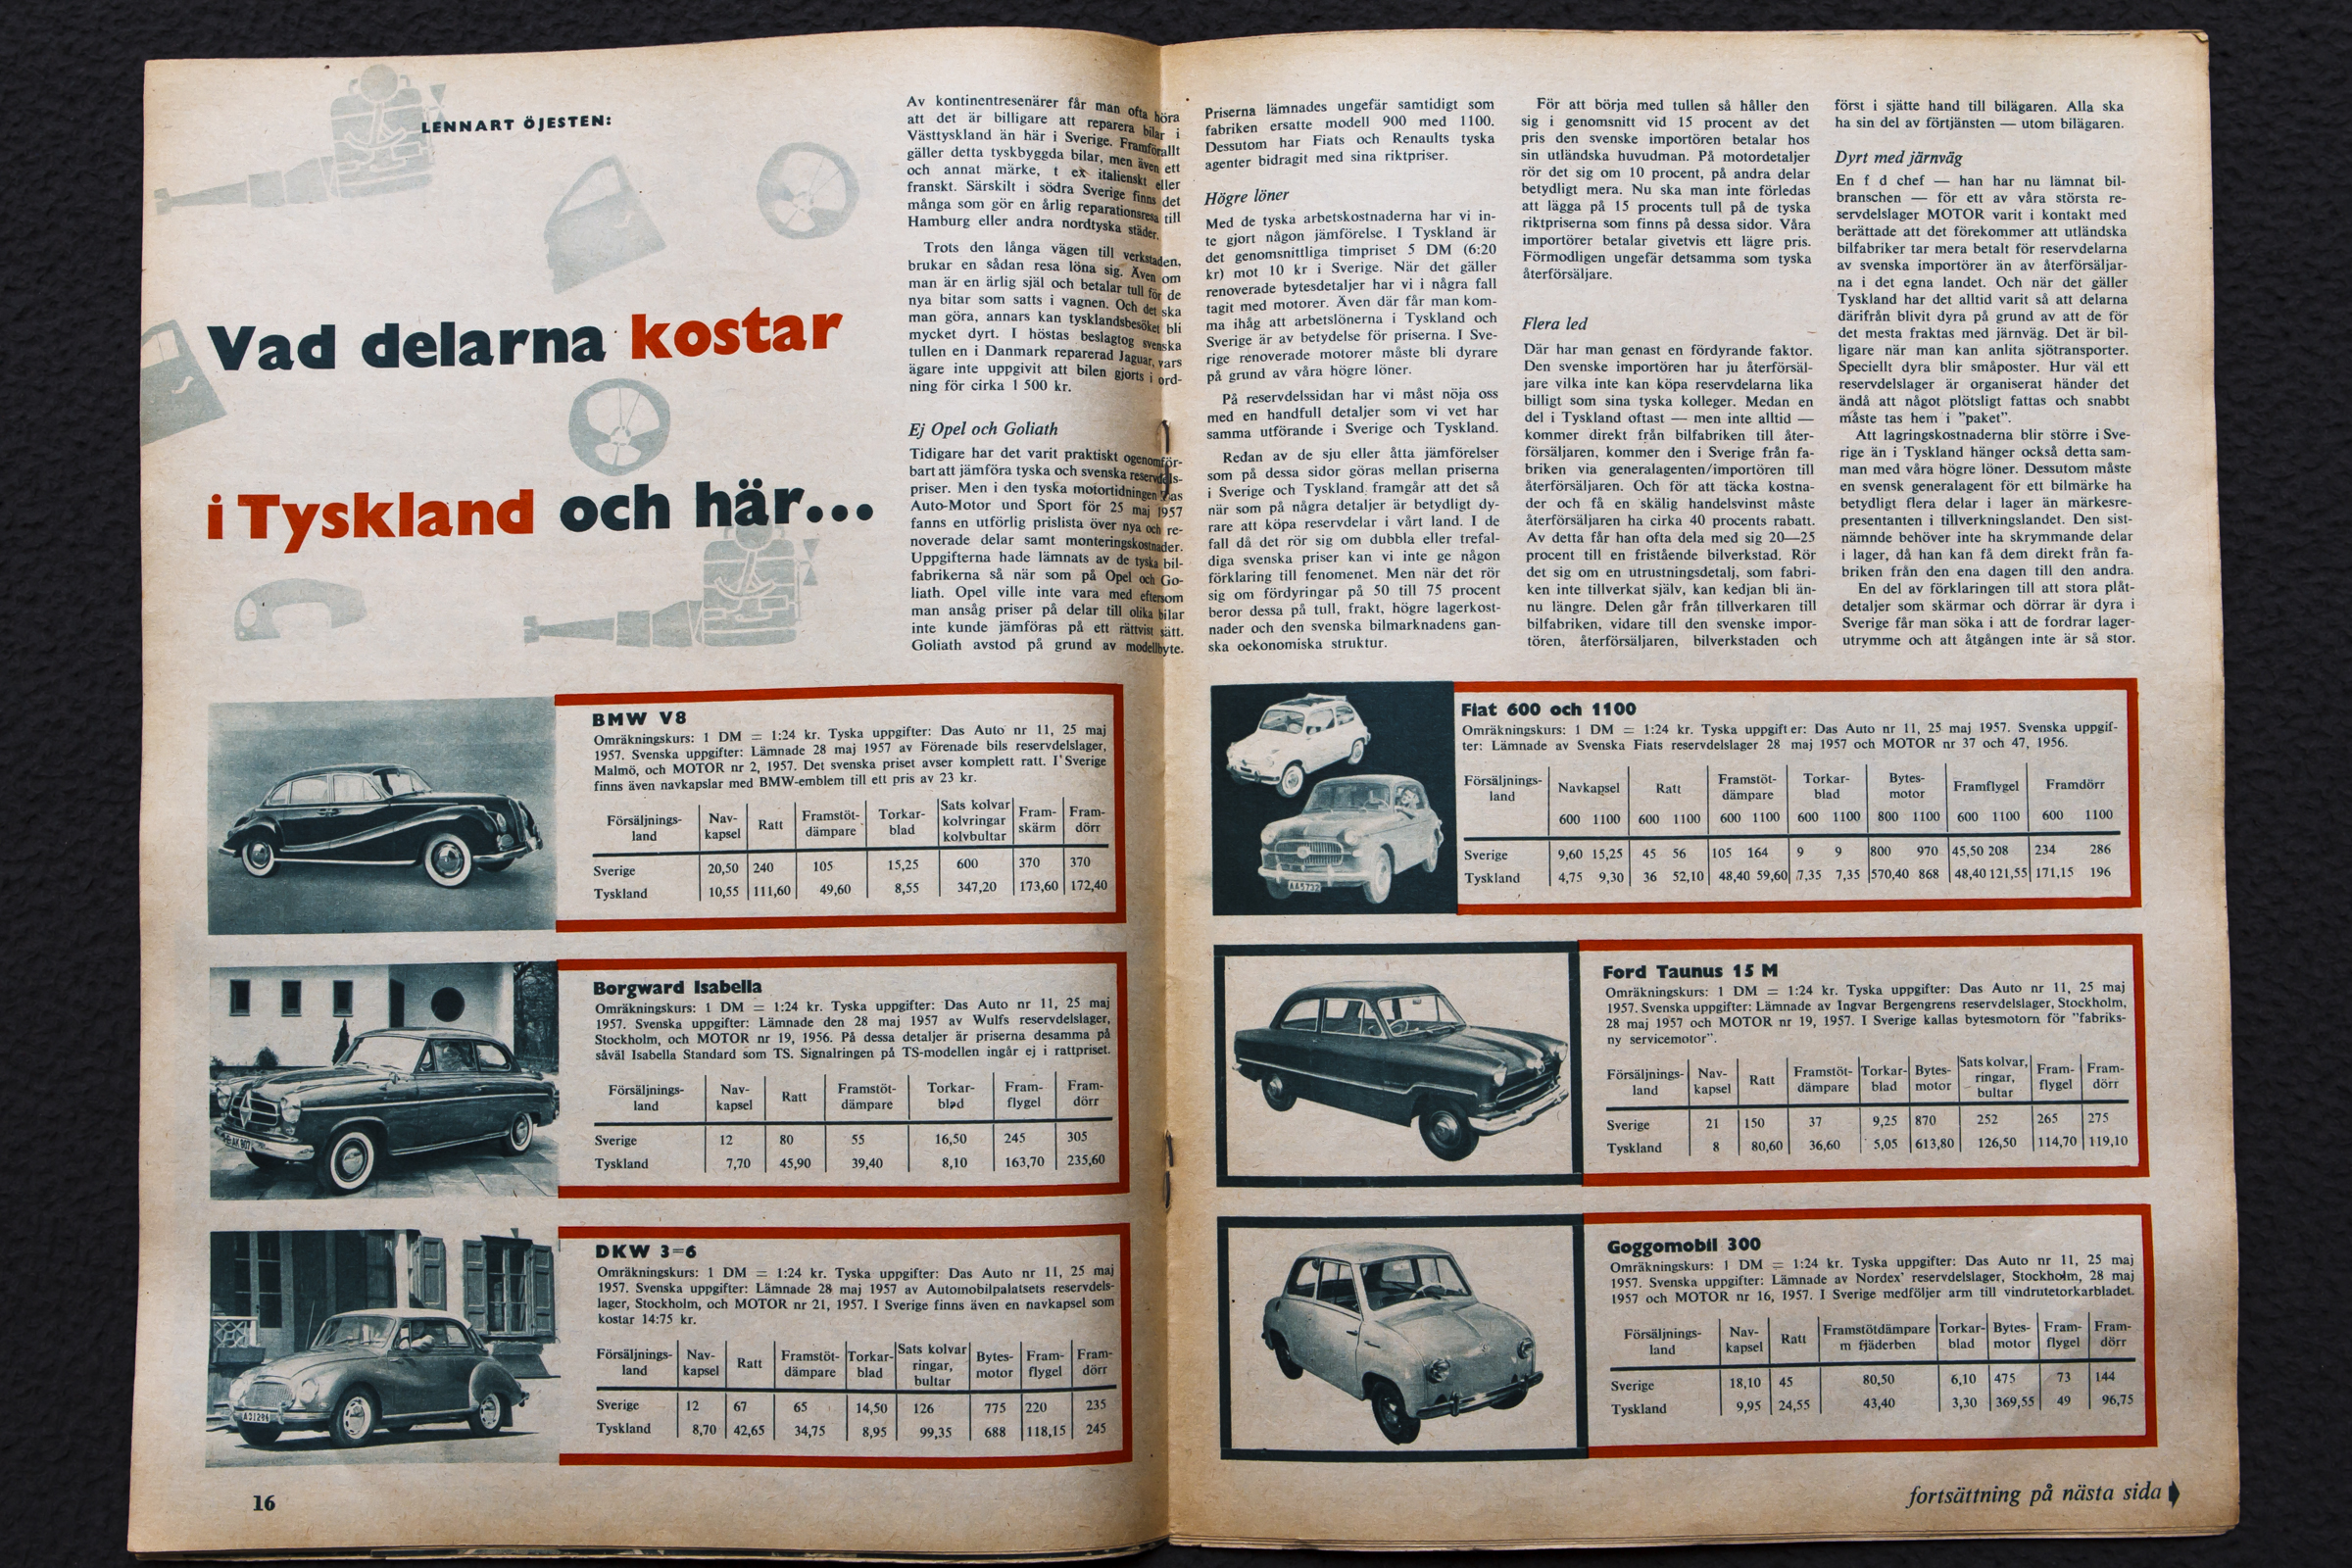 LENNART ÖJESTEN:
Vad delarna kostar
i Tyskland och här...
Av kontinentresenärer får man ofta höra
att det är billigare att reparera bilar i
Västtyskland än här i Sverige. Framförallt
gäller detta tyskbyggda bilar, men även ett
och annat märke, t ex italienskt eller
franskt. Särskilt i södra Sverige finns det
många som gör en årlig reparationsresa till
Hamburg eller andra nordtyska städer.
Trots den långa vägen till verkstaden,
brukar en sådan resa löna sig. Även om
man är en ärlig själ och betalar tull för de
nya bitar som satts i vagnen. Och det ska
man göra, annars kan tysklandsbesöket bli
mycket dyrt. I höstas beslagtog svenska
tullen en i Danmark reparerad Jaguar, vars
ägare inte uppgivit att bilen gjorts i ord-
ning för cirka 1 500 kr.
Ej Opel och Goliath
Tidigare har det varit praktiskt ogenomför-
bart att jämföra tyska och svenska reservdels-
priser. Men i den tyska motortidningen Das
Auto-Motor und Sport för 25 maj 1957
fanns en utförlig prislista över nya och re-
noverade delar samt monteringskostnader.
Uppgifterna hade lämnats av de tyska bil-
fabrikerna så när som på Opel och Go-
liath. Opel ville inte vara med eftersom
man ansåg priser på delar till olika bilar
inte kunde jämföras på ett rättvist sätt.
Goliath avstod på grund av modellbyte.
Priserna lämnades ungefär samtidigt som
fabriken ersatte modell 900 med 1100.
Dessutom har Fiats och Renaults tyska
agenter bidragit med sina riktpriser.
Högre löner
Med de tyska arbetskostnaderna har vi in-
te gjort någon jämförelse. I Tyskland är
det genomsnittliga timpriset 5 DM (6:20
kr) mot 10 kr i Sverige. När det gäller
renoverade bytesdetaljer har vi i några fall
tagit med motorer. Även där får man kom-
ma ihåg att arbetslönerna i Tyskland och
Sverige är av betydelse för priserna. I Sve-
rige renoverade motorer måste bli dyrare
på grund av våra högre löner.
På reservdelssidan har vi måst nöja oss
med en handfull detaljer som vi vet har
samma utförande i Sverige och Tyskland.
Redan av de sju eller åtta jämförelser
som på dessa sidor göras mellan priserna
i Sverige och Tyskland framgår att det så
när som på några detaljer är betydligt dy-
rare att köpa reservdelar i vårt land. I de
fall då det rör sig om dubbla eller trefal-
diga svenska priser kan vi inte ge någon
förklaring till fenomenet. Men när det rör
sig om fördyringar på 50 till 75 procent
beror dessa på tull, frakt, högre lagerkost-
nader och den svenska bilmarknadens gan-
ska oekonomiska struktur.
För att börja med tullen så håller den
sig i genomsnitt vid 15 procent av det
pris den svenske importören betalar hos
sin utländska huvudman. På motordetaljer
rör det sig om 10 procent, på andra delar
betydligt mera. Nu ska man inte förledas
att lägga på 15 procents tull på de tyska
riktpriserna som finns på dessa sidor. Våra
importörer betalar givetvis ett lägre pris.
Förmodligen ungefär detsamma som tyska
återförsäljare.
Flera led
Där har man genast en fördyrande faktor.
Den svenske importören har ju återförsäl-
jare vilka inte kan köpa reservdelarna lika
billigt som sina tyska kolleger. Medan en
del i Tyskland oftast — men inte alltid —
kommer direkt från bilfabriken till åter-
försäljaren, kommer den i Sverige från fa-
briken via generalagenten/importören till
återförsäljaren. Och för att täcka kostna-
der och få en skälig handelsvinst måste
återförsäljaren ha cirka 40 procents rabatt.
Av detta får han ofta dela med sig 20—25
procent till en fristående bilverkstad. Rör
det sig om en utrustningsdetalj, som fabri-
ken inte tillverkat själv, kan kedjan bli än-
nu längre. Delen går från tillverkaren till
bilfabriken, vidare till den svenske impor-
tören, återförsäljaren, bilverkstaden och
först i sjätte hand till bilägaren. Alla ska
ha sin del av förtjänsten — utom bilägaren.
Dyrt med järnväg
En f d chef — han har nu lämnat bil-
branschen — för ett av våra största re-
servdelslager MOTOR varit i kontakt med
berättade att det förekommer att utländska
bilfabriker tar mera betalt för reservdelarna
av svenska importörer än av återförsäljar-
na i det egna landet. Och när det gäller
Tyskland har det alltid varit så att delarna
därifrån blivit dyra på grund av att de för
det mesta fraktas med järnväg. Det är bil-
ligare när man kan anlita sjötransporter.
Speciellt dyra blir småposter. Hur väl ett
reservdelslager är organiserat händer det
ändå att något plötsligt fattas och snabbt
måste tas hem i "paket".
Att lagringskostnaderna blir större i Sve-
rige än i Tyskland hänger också detta sam-
man med våra högre löner. Dessutom måste
en svensk generalagent för ett bilmärke ha
betydligt flera delar i lager än märkesre-
presentanten i tillverkningslandet. Den sist-
nämnde behöver inte ha skrymmande delar
i lager, då han kan få dem direkt från fa-
briken från den ena dagen till den andra.
En del av förklaringen till att stora plåt-
detaljer som skärmar och dörrar är dyra i
Sverige får man söka i att de fordrar lager-
utrymme och att åtgången inte är så stor.
BMW V8
Omräkningskurs: 1 DM = 1:24 kr. Tyska uppgifter: Das Auto nr 11, 25 maj
1957. Svenska uppgifter: Lämnade 28 maj 1957 av Förenade bils reservdelslager,
Malmö, och MOTOR nr 2, 1957. Det svenska priset avser komplett ratt. I Sverige
finns även navkapslar med BMW-emblem till ett pris av 23 kr.
Försäljnings-land Nav-kapsel Ratt Framstöt-dämpare Torkar-blad Sats kolvar kolvringar kolvbultar Fram-skärm Fram-dörr
Sverige 20,50 240 105 15,25 600 370 370
Tyskland 10,55 111,60 49,60 8,55 347,20 173,60 172,40
Borgward Isabella
Omräkningskurs: 1 DM = 1:24 kr. Tyska uppgifter: Das Auto nr 11, 25 maj
1957. Svenska uppgifter: Lämnade den 28 maj 1957 av Wulfs reservdelslager,
Stockholm, och MOTOR nr 19, 1956. På dessa detaljer är priserna desamma på
såväl Isabella Standard som TS. Signalringen på TS-modellen ingår ej i rattpriset.
Försäljnings-land Nav-kapsel Ratt Framstöt-dämpare Torkar-blad Fram-flygel Fram-dörr
Sverige 12 80 55 16,50 245 305
Tyskland 7,70 45,90 39,40 8,10 163,70 235,60
DKW 3=6
Omräkningskurs: 1 DM = 1:24 kr. Tyska uppgifter: Das Auto nr 11, 25 maj
1957. Svenska uppgifter: Lämnade 28 maj 1957 av Automobilpalatsets reservdels-
lager, Stockholm, och MOTOR nr 21, 1957. I Sverige finns även en navkapsel som
kostar 14:75 kr.
Försäljnings-land Nav-kapsel Ratt Framstöt-dämpare Torkar-blad Sats kolvar ringar, bultar Bytes-motor Fram-flygel Fram-dörr
Sverige 12 67 65 14,50 126 775 220 235
Tyskland 8,70 42,65 34,75 8,95 99,35 688 118,15 245
16
Fiat 600 och 1100
Omräkningskurs: 1 DM = 1:24 kr. Tyska uppgifter: Das Auto nr 11, 25 maj 1957. Svenska uppgif-
ter: Lämnade av Svenska Fiats reservdelslager 28 maj 1957 och MOTOR nr 37 och 47, 1956.
Försäljnings-land Navkapsel Ratt Framstöt-dämpare Torkar-blad Bytes-motor Framflygel Framdörr
600 1100 600 1100 600 1100 600 1100 800 1100 600 1100 600 1100
Sverige 9,60 15,25 45 56 105 164 9 9 800 970 45,50 208 234 286
Tyskland 4,75 9,30 36 52,10 48,40 59,60 7,35 7,35 570,40 868 48,40 121,55 171,15 196
AA5732
Ford Taunus 15 M
Omräkningskurs: 1 DM = 1:24 kr. Tyska uppgifter: Das Auto nr 11, 25 maj
1957. Svenska uppgifter: Lämnade av Ingvar Bergengrens reservdelslager, Stockholm,
28 maj 1957 och MOTOR nr 19, 1957. I Sverige kallas bytesmotorn för "fabriks-
ny servicemotor".
Försäljnings-land Nav-kapsel Ratt Framstöt-dämpare Torkar-blad Bytes-motor Sats kolvar, ringar, bultar Fram-flygel Fram-dörr
Sverige 21 150 37 9,25 870 252 265 275
Tyskland 8 80,60 36,60 5,05 613,80 126,50 114,70 119,10
Goggomobil 300
Omräkningskurs: 1 DM = 1:24 kr. Tyska uppgifter: Das Auto nr 11, 25 maj
1957. Svenska uppgifter: Lämnade av Nordex' reservdelslager, Stockholm, 28 maj
1957 och MOTOR nr 16, 1957. I Sverige medföljer arm till vindrutetorkarbladet.
Försäljnings-land Nav-kapsel Ratt Framstötdämpare m fjäderben Torkar-blad Bytes-motor Fram-flygel Fram-dörr
Sverige 18,10 45 80,50 6,10 475 73 144
Tyskland 9,95 24,55 43,40 3,30 369,55 49 96,75
fortsättning på nästa sida